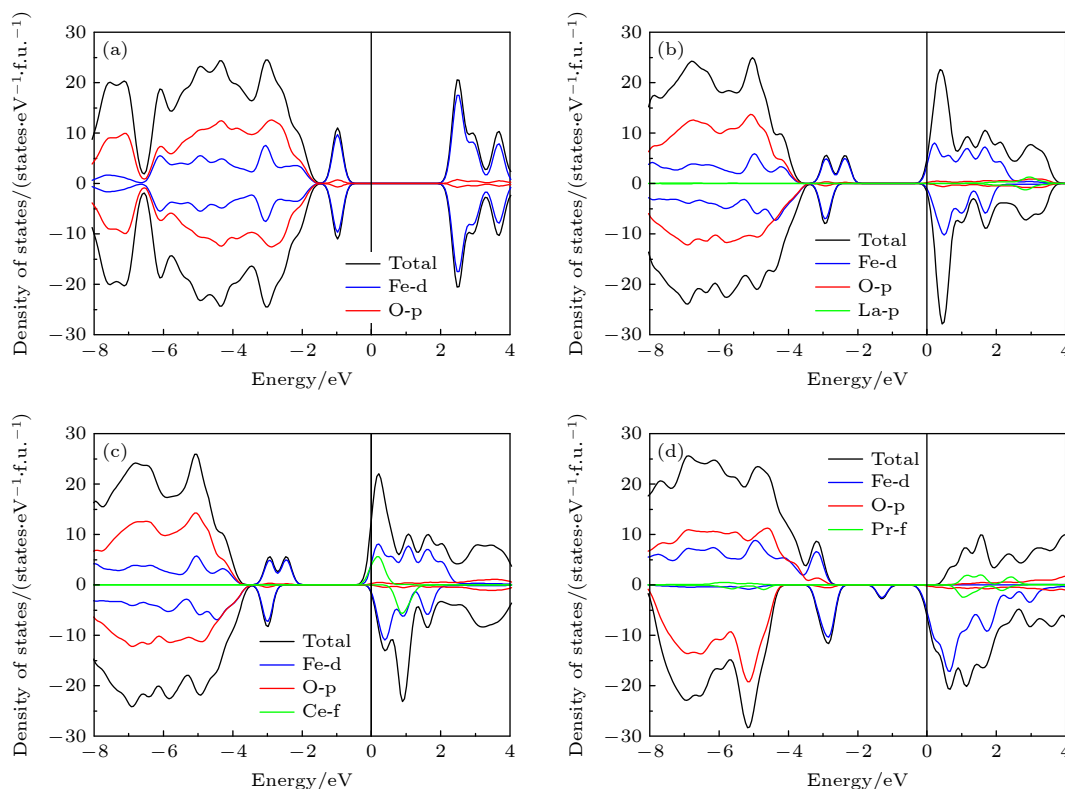 (a)
Density of states/(states·eV⁻¹·f.u.⁻¹)
30
20
10
0
−10
−20
−30
Total
Fe-d
O-p
−8 −6 −4 −2 0 2 4
Energy/eV
(b)
Density of states /(states·eV⁻¹·f.u.⁻¹)
30
20
10
0
−10
−20
−30
Total
Fe-d
O-p
La-p
−8 −6 −4 −2 0 2 4
Energy/eV
(c)
Density of states/(states·eV⁻¹·f.u.⁻¹)
30
20
10
0
−10
−20
−30
Total
Fe-d
O-p
Ce-f
−8 −6 −4 −2 0 2 4
Energy/eV
(d)
Density of states /(states·eV⁻¹·f.u.⁻¹)
30
20
10
0
−10
−20
−30
Total
Fe-d
O-p
Pr-f
−8 −6 −4 −2 0 2 4
Energy/eV